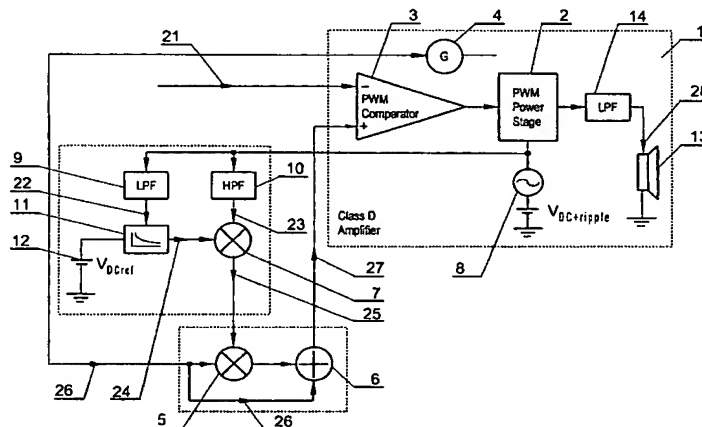 3
4
2
14
1
21
G
PWM
Comparator
−
+
PWM
Power
Stage
LPF
28
13
9
LPF
HPF
10
22
11
23
12
V DCref
7
Class D
Amplifier
V DC+ripple
8
27
25
26
24
5
26
6